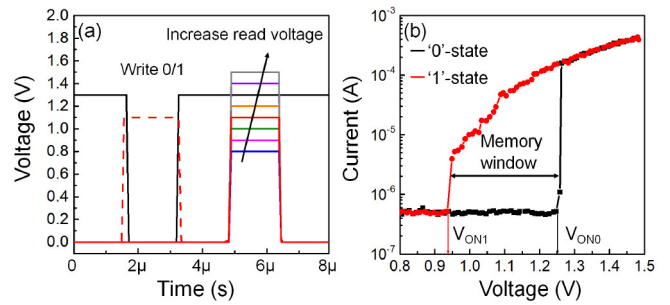 (a)
Increase read voltage
Write 0/1
Voltage (V)
2.0
1.8
1.6
1.4
1.2
1.0
0.8
0.6
0.4
0.2
0.0
0 2μ 4μ 6μ 8μ
Time (s)
(b)
'0'-state
'1'-state
Memory
window
V_ON1 V_ON0
Current (A)
10⁻³
10⁻⁴
10⁻⁵
10⁻⁶
10⁻⁷
0.8 0.9 1.0 1.1 1.2 1.3 1.4 1.5
Voltage (V)